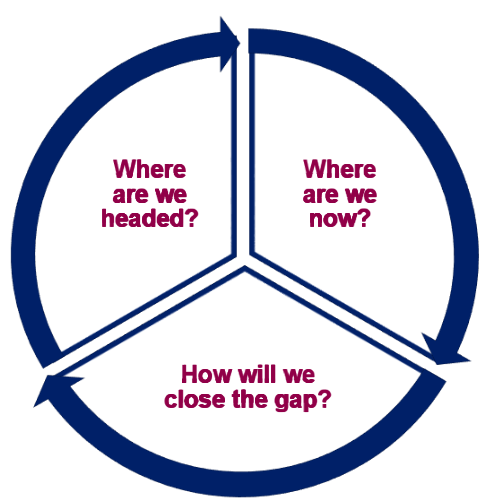 Where
are we
headed?
Where
are we
now?
How will we
close the gap?